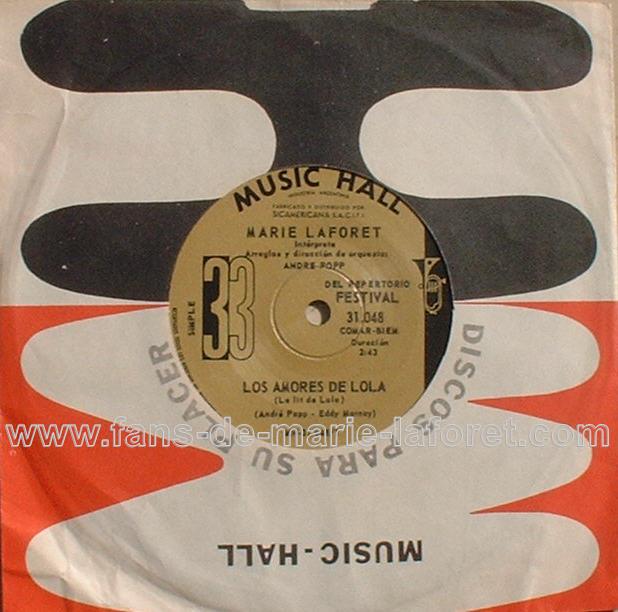 MUSIC HALL
INDUSTRIA ARGENTINA
FABRICADO Y DISTRIBUIDO POR
SICAMERICANA S.A.C.I.F.I.
MARIE LAFORET
Intérprete
Arreglos y dirección de orquesta:
ANDRE POPP
33
SIMPLE
DEL REPERTORIO
FESTIVAL
31.048
COMAR-BIEM
Duración
2:43
LOS AMORES DE LOLA
(Le lit de Lola)
(André Popp - Eddy Marnay)
www.fans-de-marie-laforet.com
DISCOS PARA SU PLACER
MUSIC-HALL